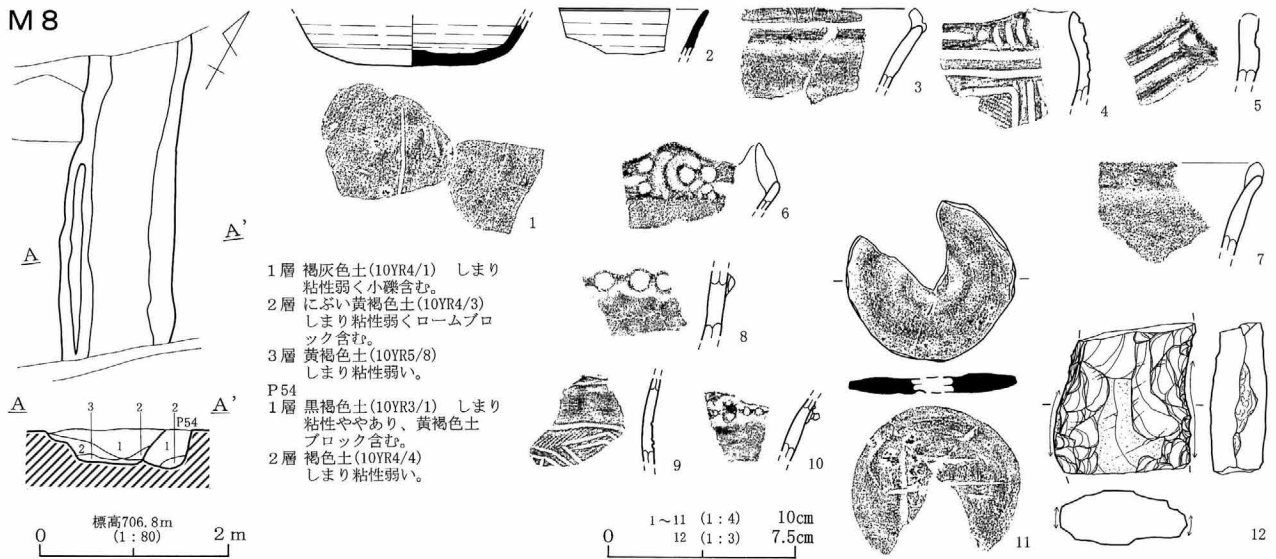 M8
A
A'
A
A'
3
2
2
P54
2
1
1
標高706.8m
(1:80)
0
2m
1層 褐灰色土(10YR4/1) しまり
粘性弱く小礫含む。
2層 にぶい黄褐色土(10YR4/3)
しまり粘性弱くロームブロ
ック含む。
3層 黄褐色土(10YR5/8)
しまり粘性弱い。
P54
1層 黒褐色土(10YR3/1) しまり
粘性ややあり、黄褐色土
ブロック含む。
2層 褐色土(10YR4/4)
しまり粘性弱い。
1
2
3
4
5
6
7
8
9
10
11
12
1～11 (1:4) 10cm
12 (1:3) 7.5cm
0